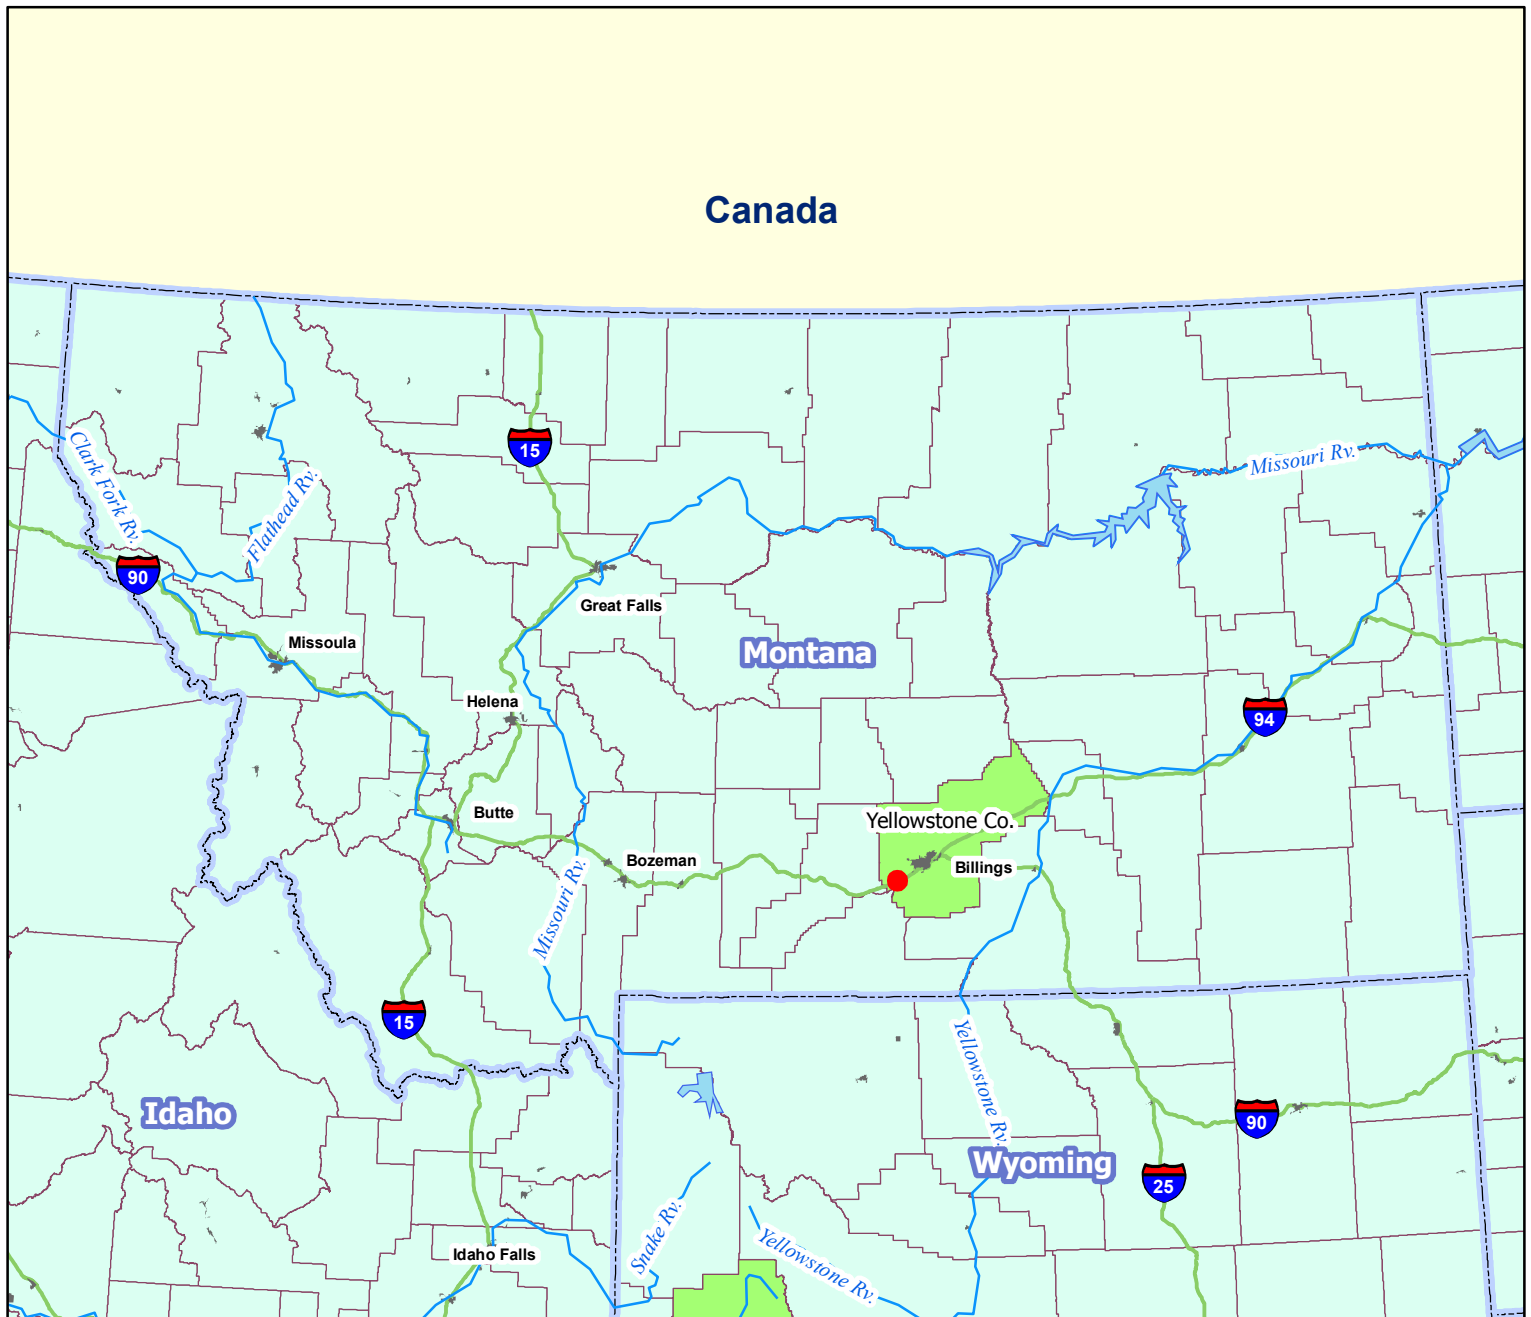 Canada
15
Clark Fork Rv.
Flathead Rv.
Missouri Rv.
90
Great Falls
Missoula
Montana
Helena
94
Butte
Yellowstone Co.
Bozeman
Billings
Missouri Rv.
15
Yellowstone Rv.
Idaho
90
Wyoming
25
Snake Rv.
Idaho Falls
Yellowstone Rv.